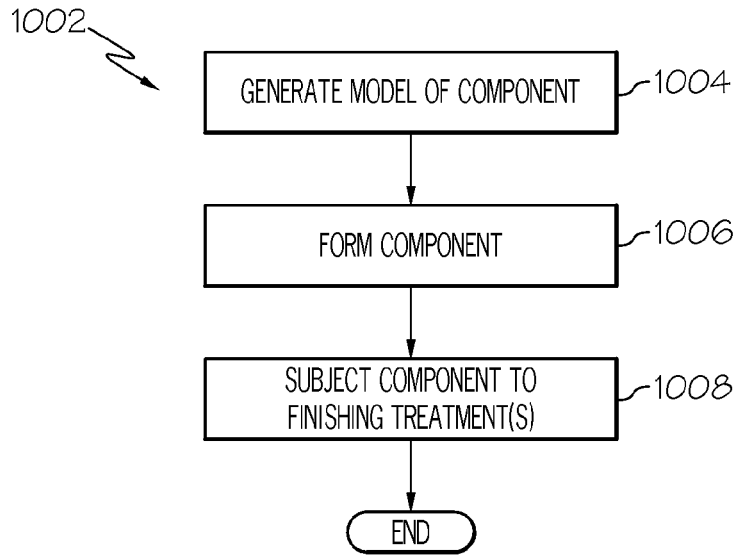 1002
GENERATE MODEL OF COMPONENT
1004
FORM COMPONENT
1006
SUBJECT COMPONENT TO
FINISHING TREATMENT(S)
1008
END